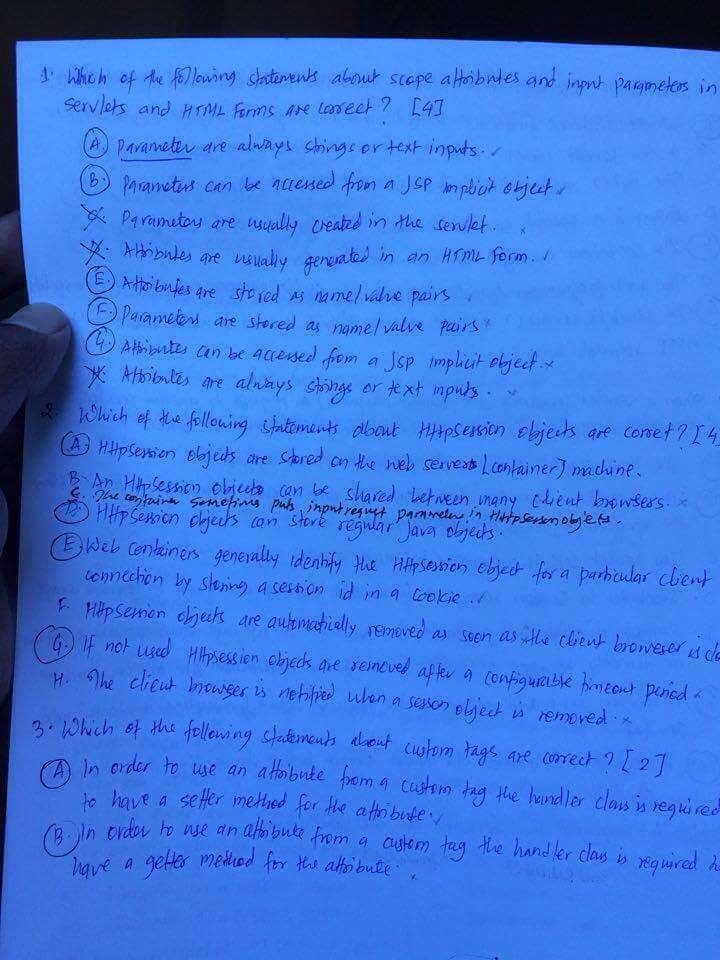 1. Which of the following statements about scope attributes and input parameters in
servlets and HTML Forms are correct? [4]
A. Parameter are always strings or text inputs.
B. Parameters can be accessed from a JSP implicit object
C. Parameters are usually created in the servlet.
D. Attributes are usually generated in an HTML Form.
E. Attributes are stored as name/value pairs
F. Parameters are stored as name/value pairs
G. Attributes can be accessed from a JSP implicit object.
H. Attributes are always strings or text inputs.
2. Which of the following statements about HttpSession objects are corret? [4]
A. HttpSession objects are stored on the web servers [container] machine.
B. An HttpSession object can be shared between many client browsers.
C. The container sometimes puts input request parameter in HttpSession objects.
D. HttpSession objects can store regular Java objects.
E. Web containers generally identify the HttpSession object for a particular client
connection by storing a session id in a cookie.
F. HttpSession objects are automatically removed as soon as the client browser is
G. If not used HttpSession objects are removed after a configurable timeout period
H. The client browser is notified when a sesson object is removed.
3. Which of the following statements about custom tags are correct? [2]
A. In order to use an attribute from a custom tag the handler class is required
to have a setter method for the attribute.
B. In order to use an attribute from a custom tag the handler class is required
have a getter method for the attribute.